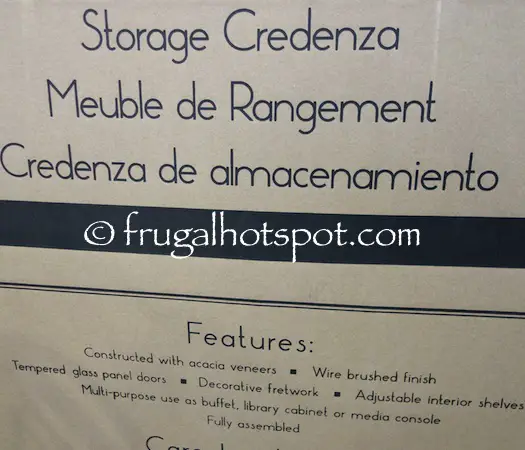 Storage Credenza
Meuble de Rangement
Credenza de almacenamiento
© frugalhotspot.com
Features:
Constructed with acacia veneers ■ Wire brushed finish
Tempered glass panel doors ■ Decorative fretwork ■ Adjustable interior shelves
Multi-purpose use as buffet, library cabinet or media console
Fully assembled